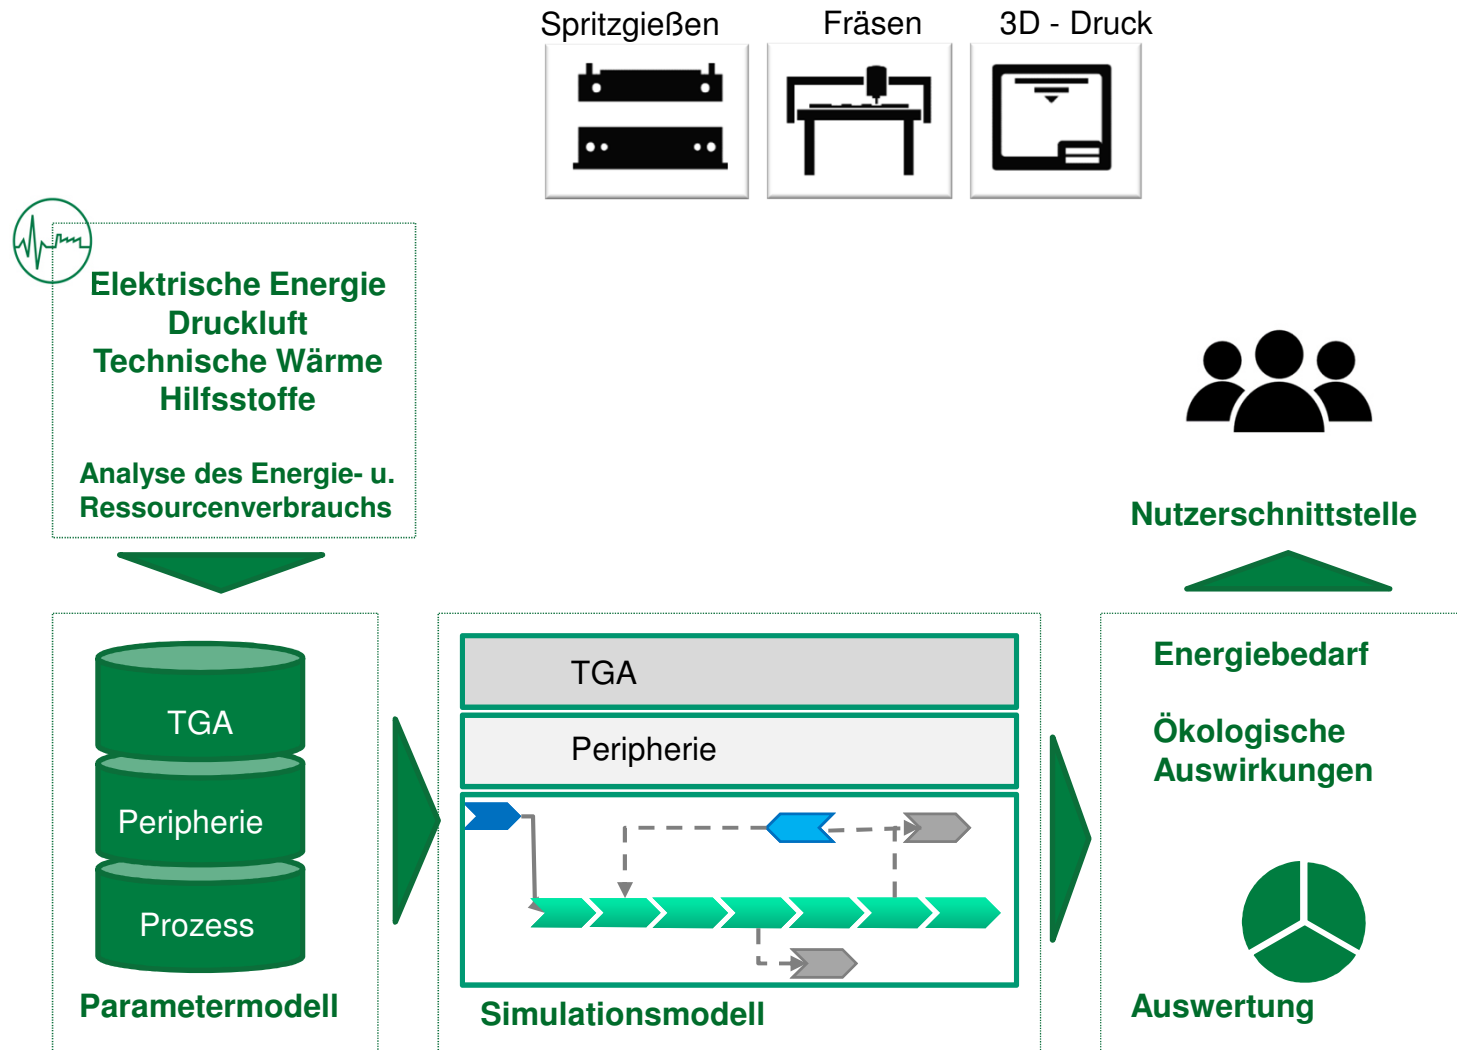 Spritzgießen
Fräsen
3D - Druck
Elektrische Energie
Druckluft
Technische Wärme
Hilfsstoffe
Analyse des Energie- u.
Ressourcenverbrauchs
Nutzerschnittstelle
TGA
Peripherie
Prozess
Parametermodell
TGA
Peripherie
Simulationsmodell
Energiebedarf
Ökologische
Auswirkungen
Auswertung